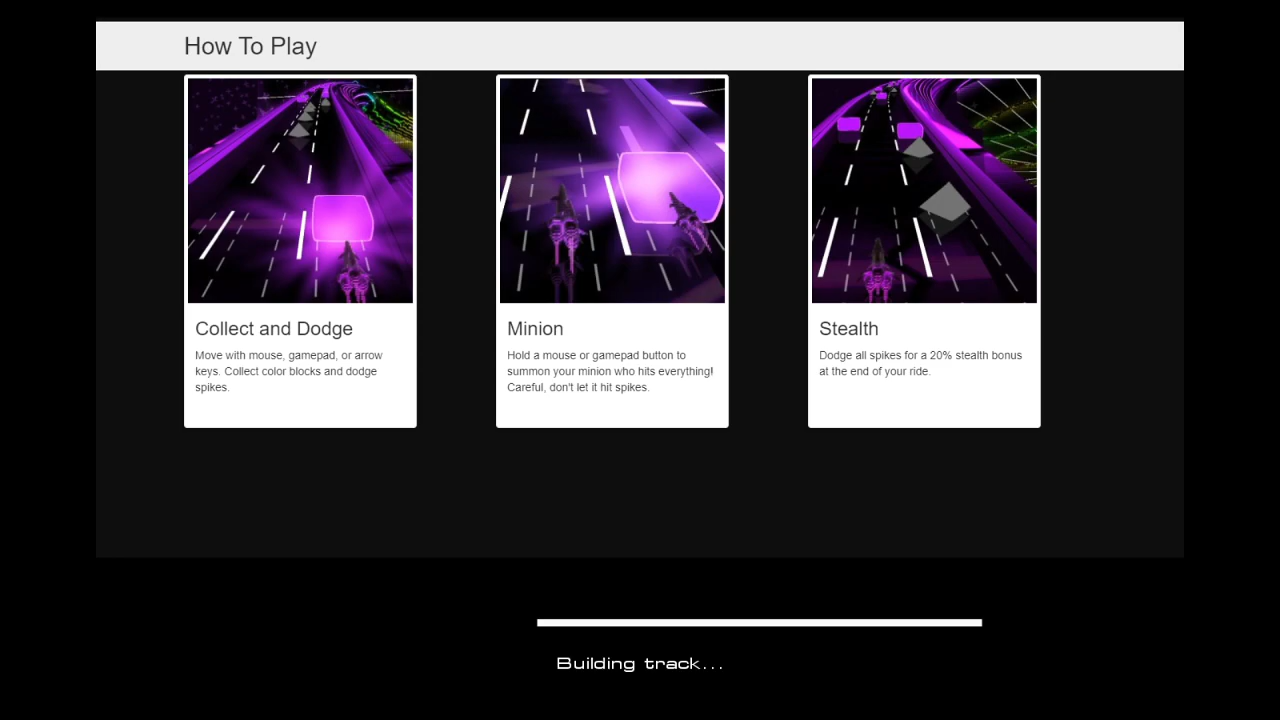 How To Play
Collect and Dodge
Move with mouse, gamepad, or arrow
keys. Collect color blocks and dodge
spikes.
Minion
Hold a mouse or gamepad button to
summon your minion who hits everything!
Careful, don't let it hit spikes.
Stealth
Dodge all spikes for a 20% stealth bonus
at the end of your ride.
Building track...